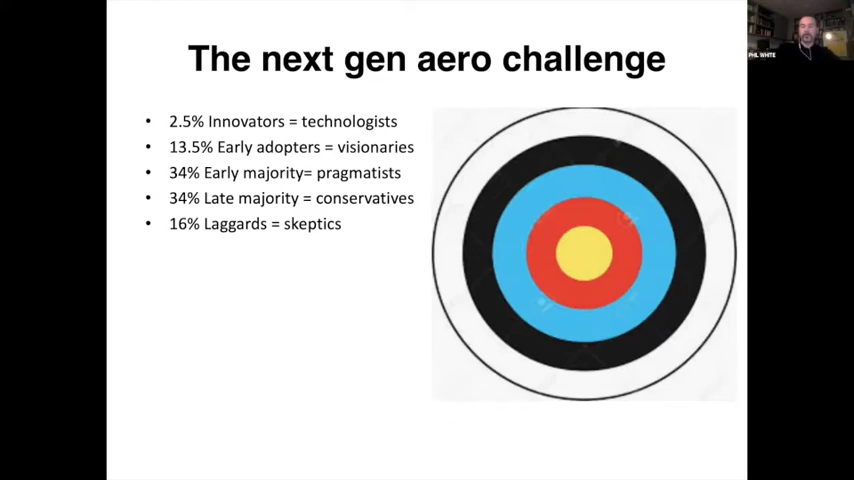 The next gen aero challenge
• 2.5% Innovators = technologists
• 13.5% Early adopters = visionaries
• 34% Early majority= pragmatists
• 34% Late majority = conservatives
• 16% Laggards = skeptics
PHIL WHITE